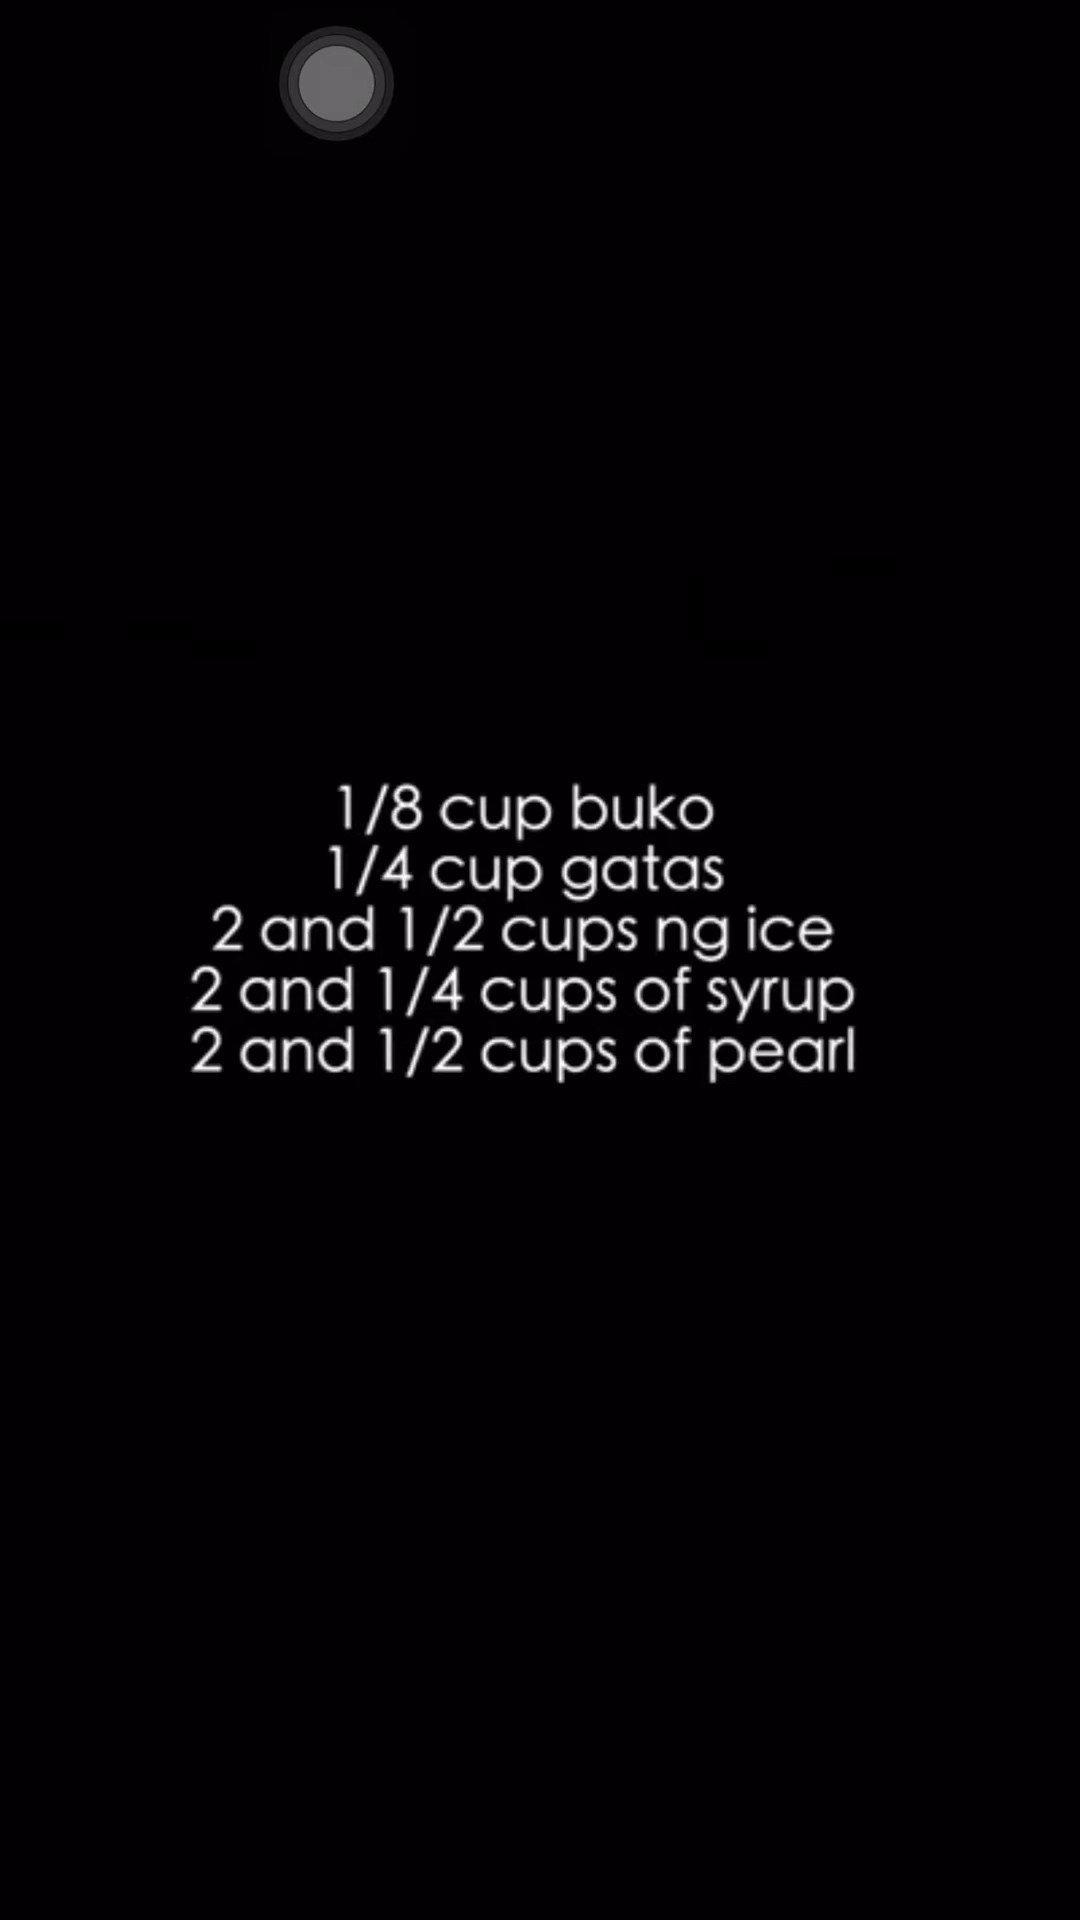 1/8 cup buko
1/4 cup gatas
2 and 1/2 cups ng ice
2 and 1/4 cups of syrup
2 and 1/2 cups of pearl